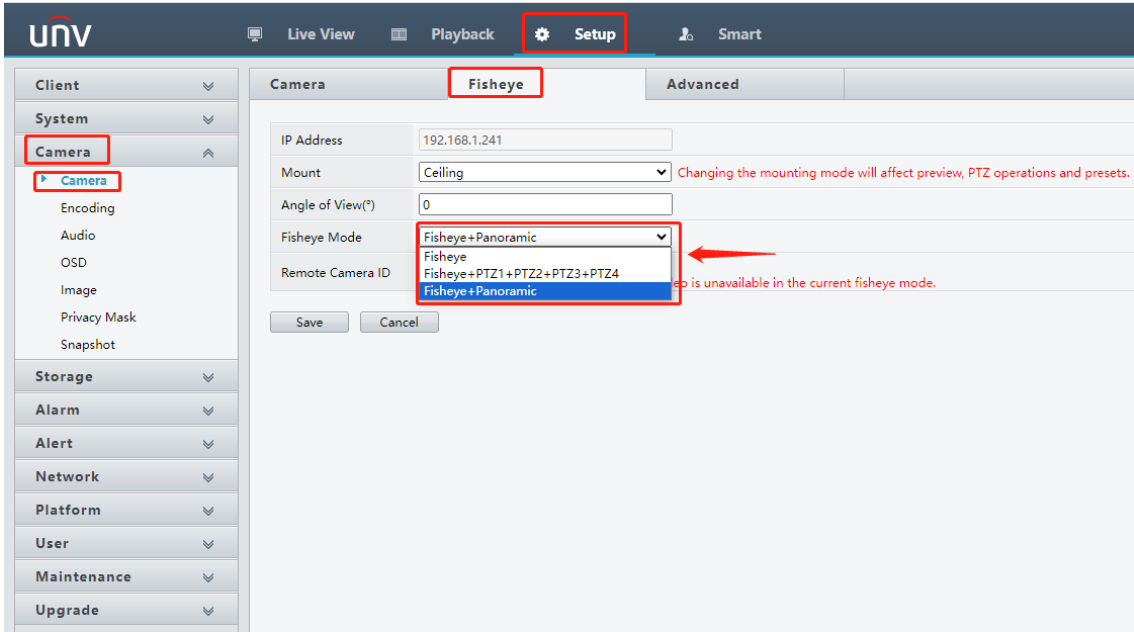 unv
Live View
Playback
Setup
Smart
Client
System
Camera
Camera
Encoding
Audio
OSD
Image
Privacy Mask
Snapshot
Storage
Alarm
Alert
Network
Platform
User
Maintenance
Upgrade
Camera
Fisheye
Advanced
IP Address 192.168.1.241
Mount Ceiling Changing the mounting mode will affect preview, PTZ operations and presets.
Angle of View(°) 0
Fisheye Mode Fisheye+Panoramic
Fisheye
Fisheye+PTZ1+PTZ2+PTZ3+PTZ4
Fisheye+Panoramic
Remote Camera ID
is unavailable in the current fisheye mode.
Save Cancel